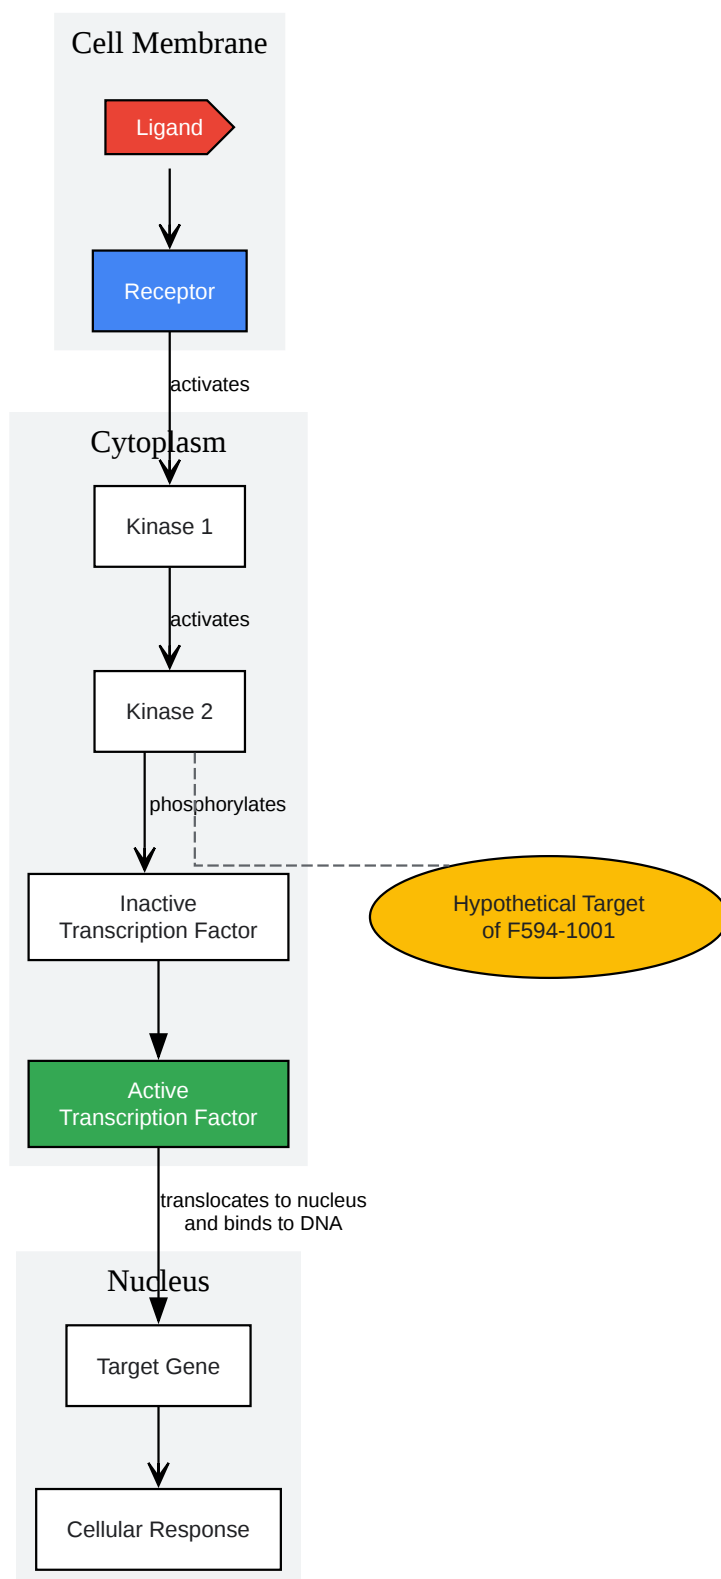 Cell Membrane
Ligand
Receptor
activates
Cytoplasm
Kinase 1
activates
Kinase 2
phosphorylates
Inactive
Transcription Factor
Hypothetical Target
of F594-1001
Active
Transcription Factor
translocates to nucleus
and binds to DNA
Nucleus
Target Gene
Cellular Response